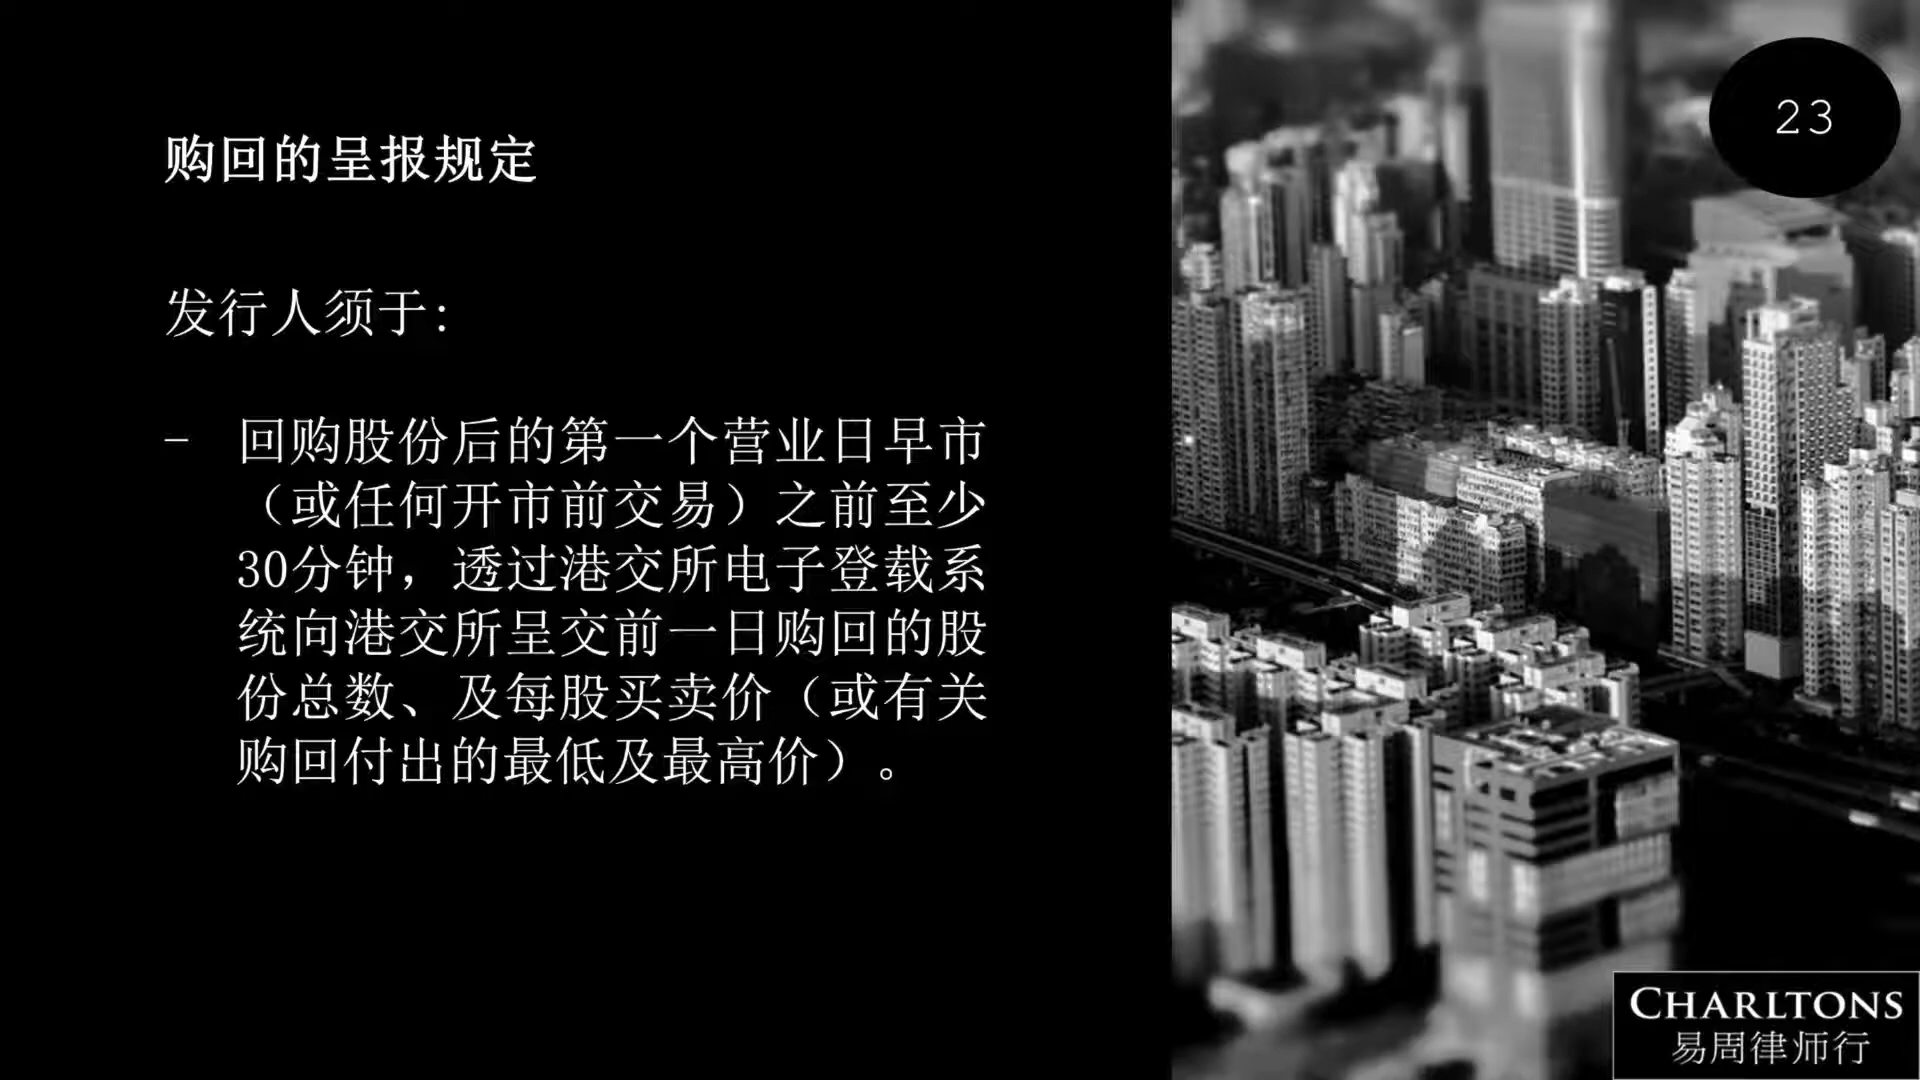 23
购回的呈报规定
发行人须于:
- 回购股份后的第一个营业日早市
（或任何开市前交易）之前至少
30分钟，透过港交所电子登载系
统向港交所呈交前一日购回的股
份总数、及每股买卖价（或有关
购回付出的最低及最高价）。
CHARLTONS
易周律师行